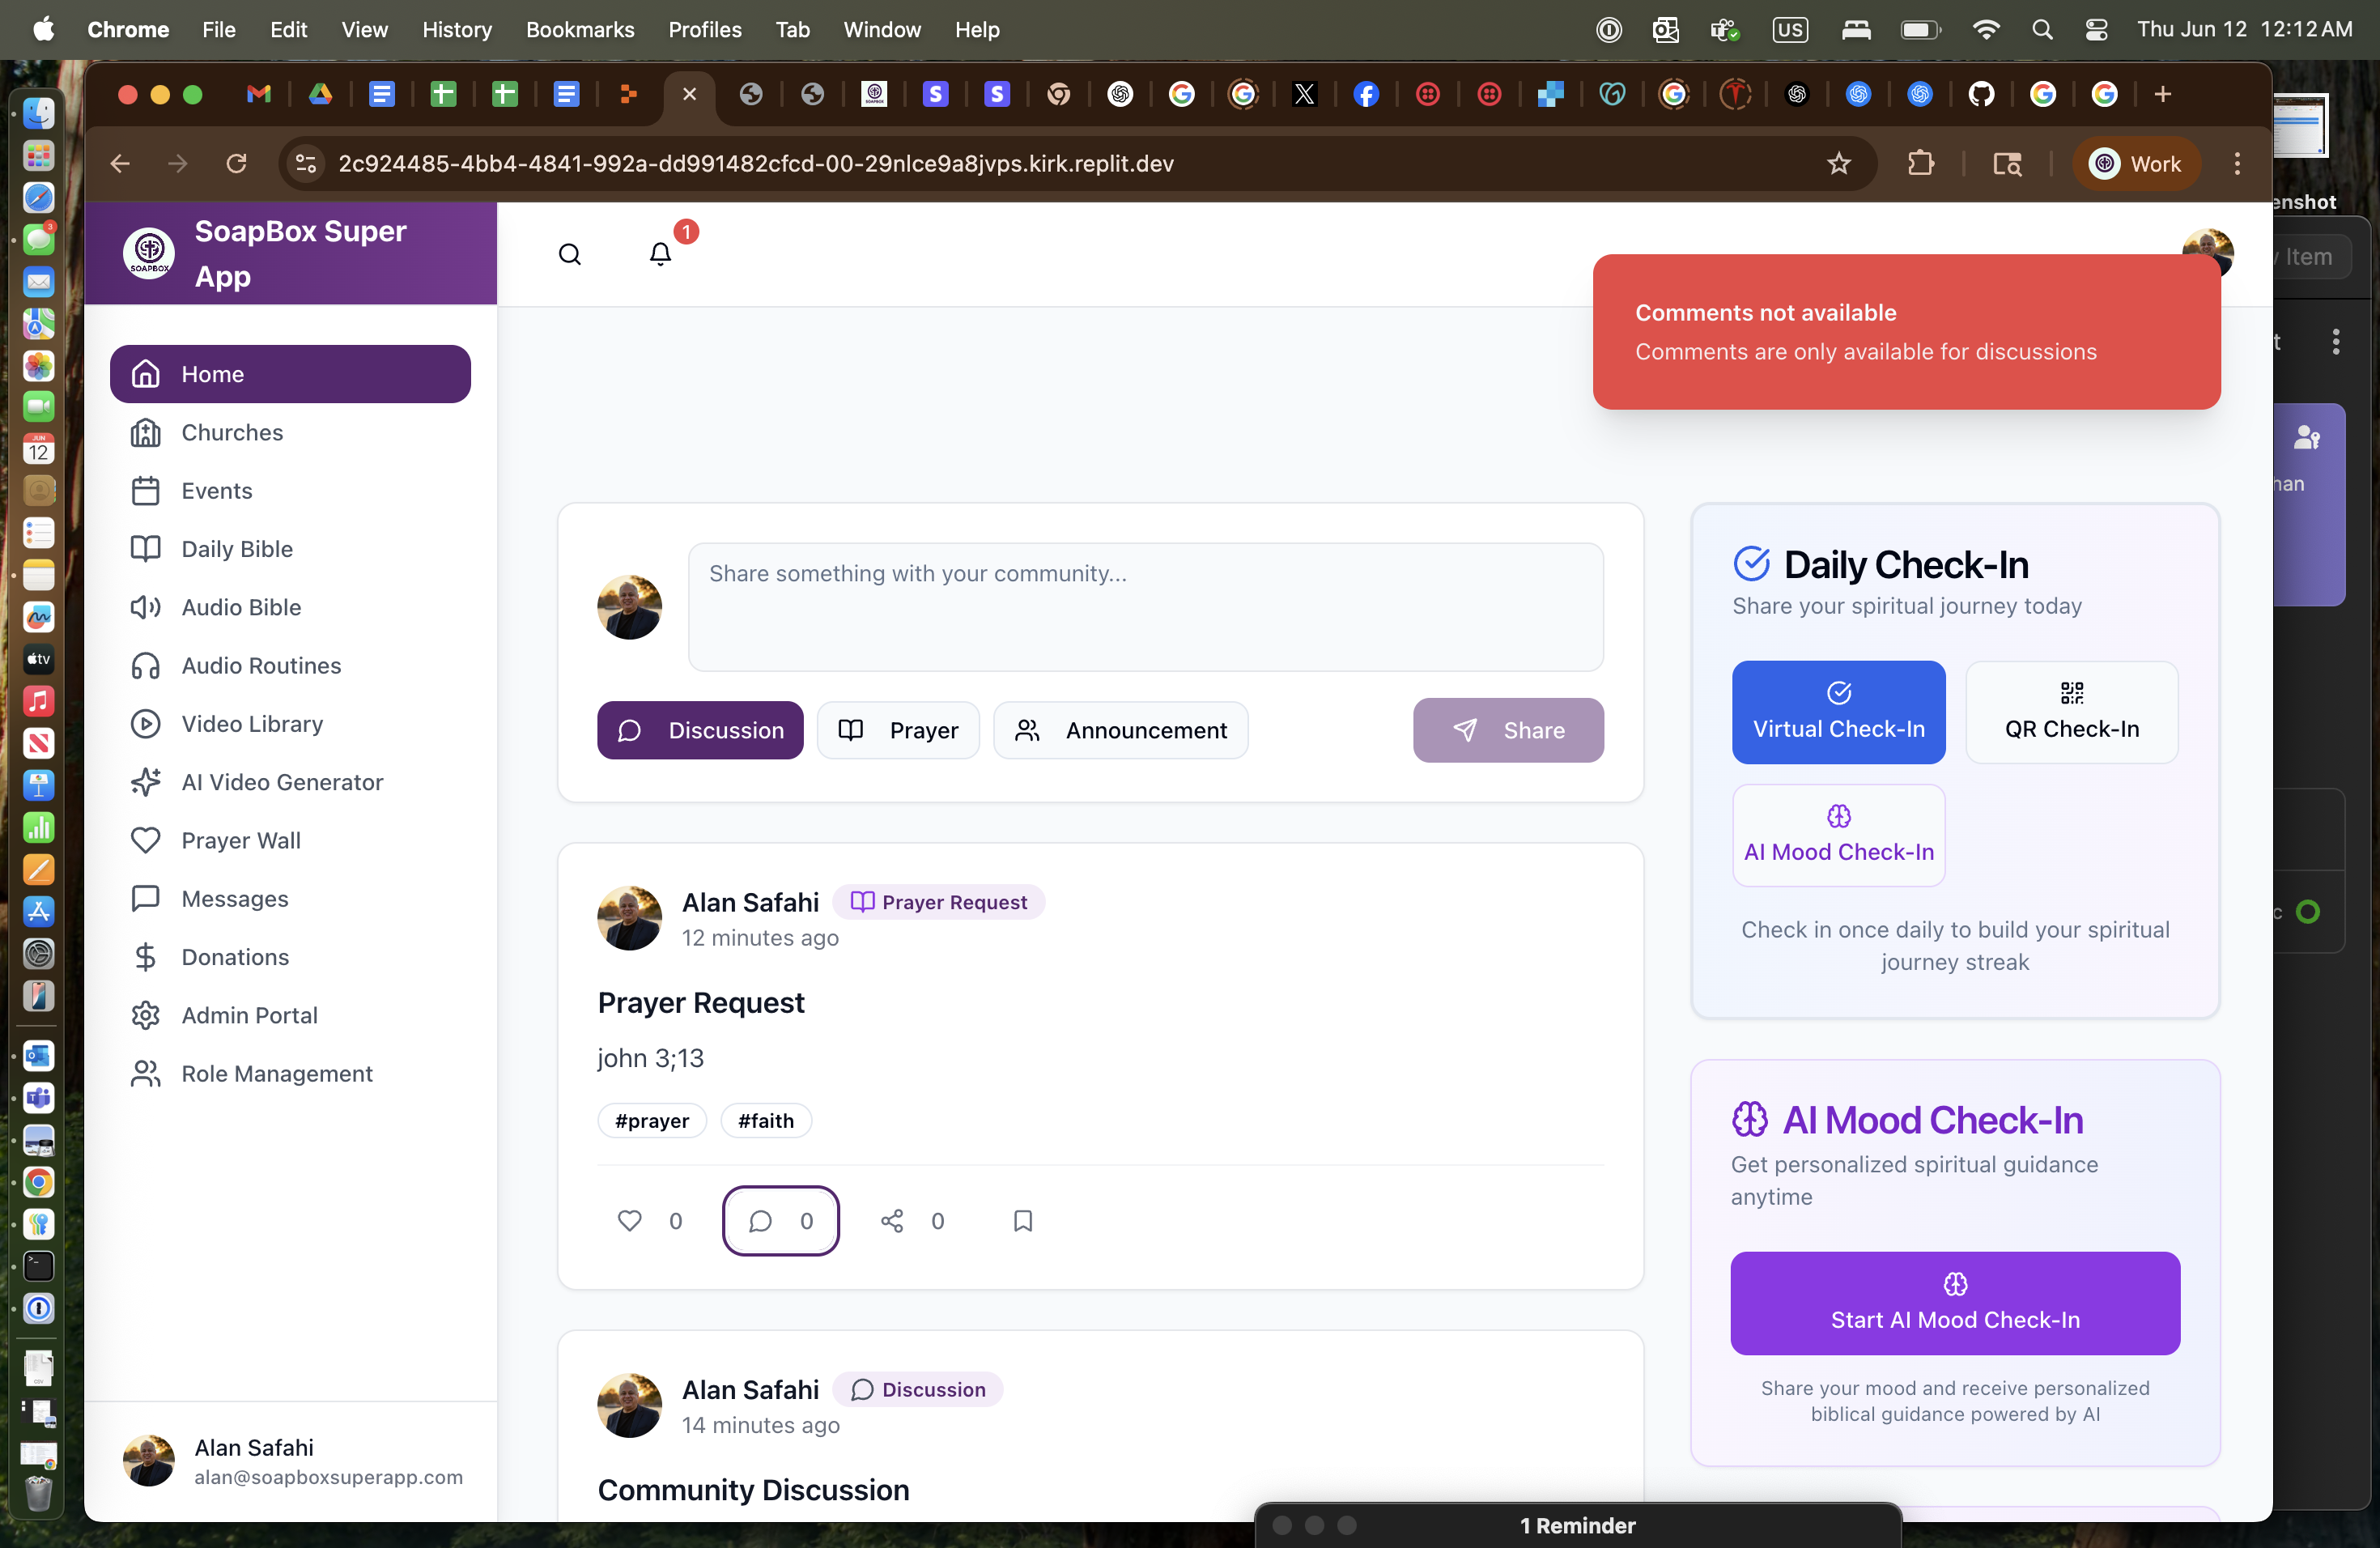 Chrome File Edit View History Bookmarks Profiles Tab Window Help US Thu Jun 12 12:12 AM
2c924485-4bb4-4841-992a-dd991482cfcd-00-29nlce9a8jvps.kirk.replit.dev
Work
SoapBox Super
App
SOAPBOX
1
Comments not available
Comments are only available for discussions
Home
Churches
Events
Daily Bible
Audio Bible
Audio Routines
Video Library
AI Video Generator
Prayer Wall
Messages
Donations
Admin Portal
Role Management
Alan Safahi
alan@soapboxsuperapp.com
Share something with your community...
Discussion
Prayer
Announcement
Share
Alan Safahi
Prayer Request
12 minutes ago
Prayer Request
john 3;13
#prayer
#faith
0
0
0
Alan Safahi
Discussion
14 minutes ago
Community Discussion
Daily Check-In
Share your spiritual journey today
Virtual Check-In
QR Check-In
AI Mood Check-In
Check in once daily to build your spiritual
journey streak
AI Mood Check-In
Get personalized spiritual guidance
anytime
Start AI Mood Check-In
Share your mood and receive personalized
biblical guidance powered by AI
1 Reminder
enshot
Item
JUN
12
3
tv